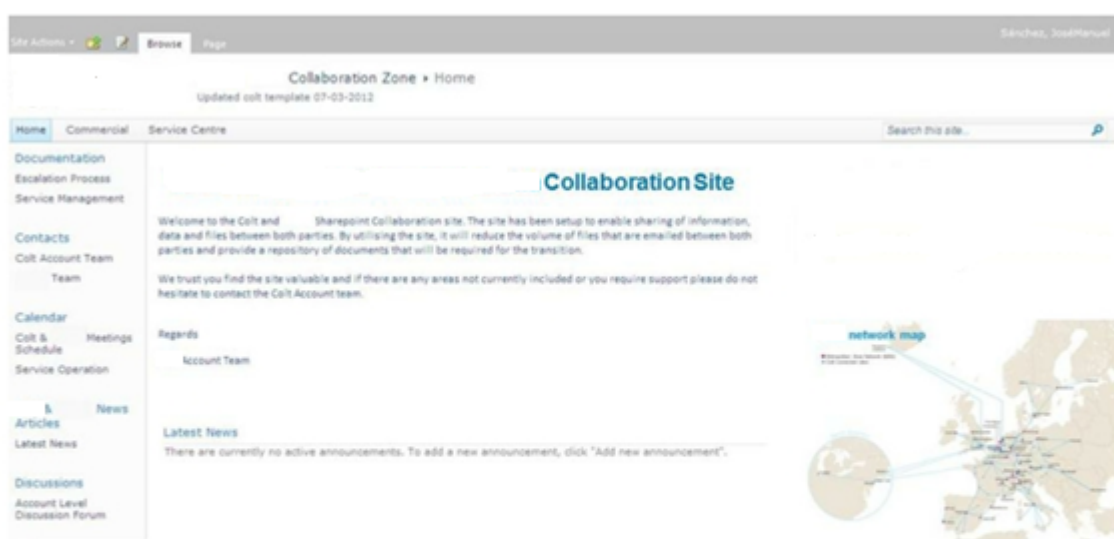 Site Actions
Browse
Page
Sánchez, JoséManuel
Collaboration Zone ▸ Home
Updated colt template 07-03-2012
Home
Commercial
Service Centre
Search this site...
Documentation
Escalation Process
Service Management
Contacts
Colt Account Team
Team
Calendar
Colt & Meetings
Schedule
Service Operation
& News
Articles
Latest News
Discussions
Account Level
Discussion Forum
Collaboration Site
Welcome to the Colt and Sharepoint Collaboration site. The site has been setup to enable sharing of information,
data and files between both parties. By utilising the site, it will reduce the volume of files that are emailed between both
parties and provide a repository of documents that will be required for the transition.
We trust you find the site valuable and if there are any areas not currently included or you require support please do not
hesitate to contact the Colt Account team.
Regards
Account Team
Latest News
There are currently no active announcements. To add a new announcement, click "Add new announcement".
network map